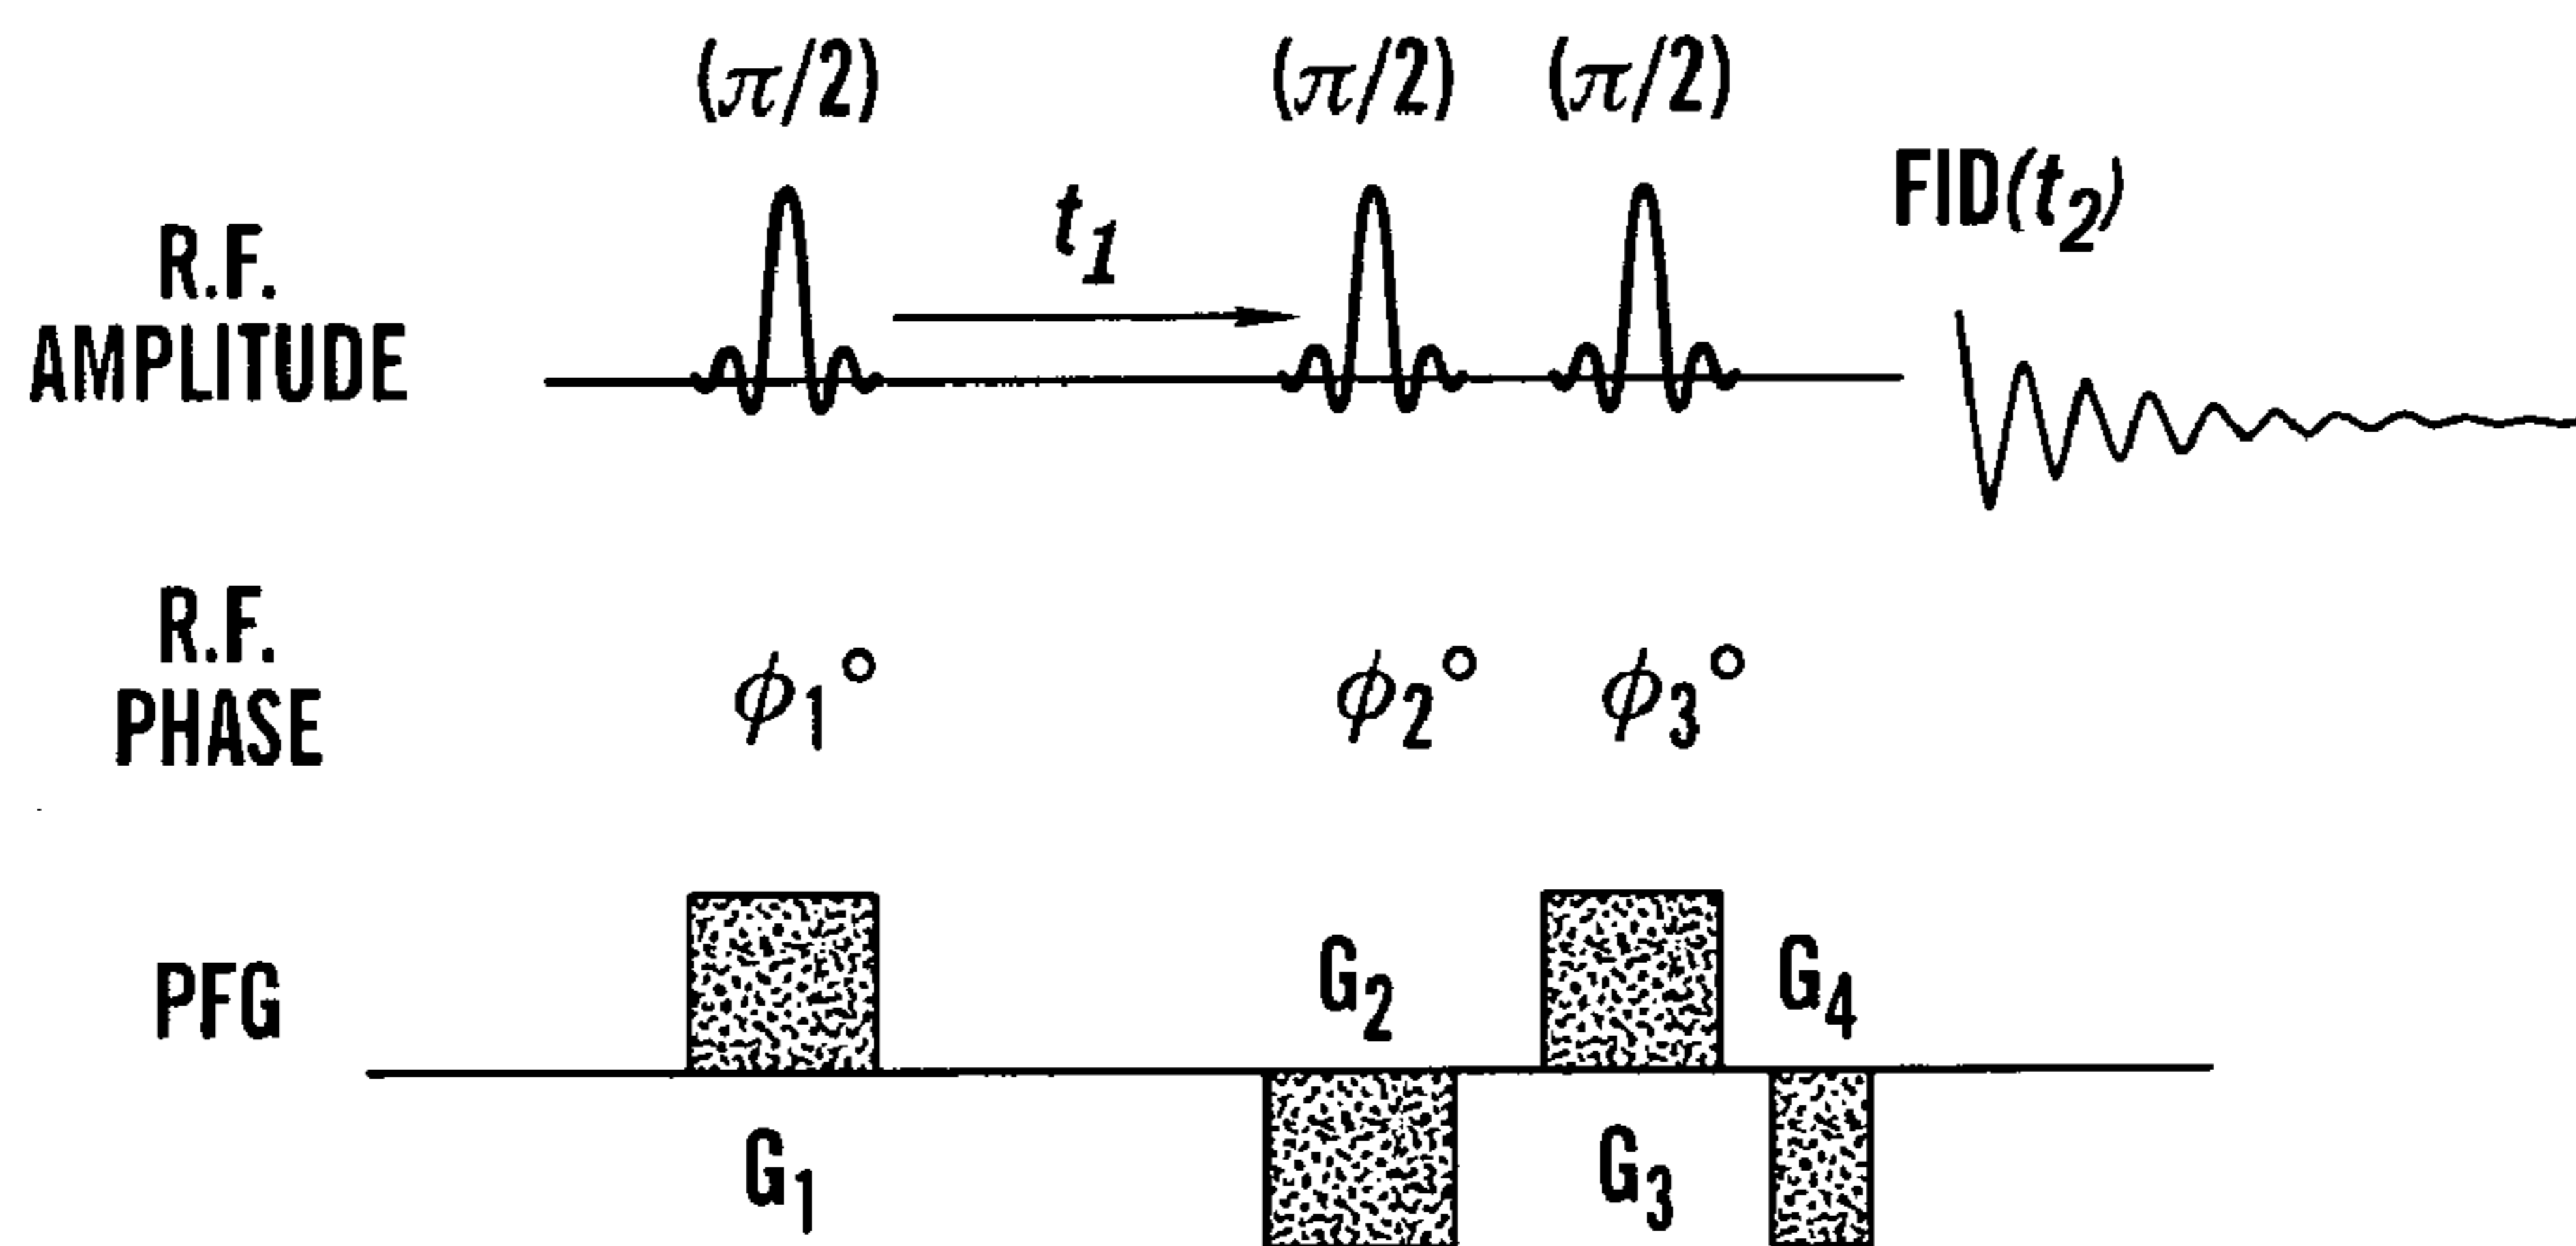 (π/2) (π/2) (π/2)
R.F.
AMPLITUDE
t₁
FID(t₂)
R.F.
PHASE
ϕ₁° ϕ₂° ϕ₃°
PFG
G₁ G₂ G₃ G₄